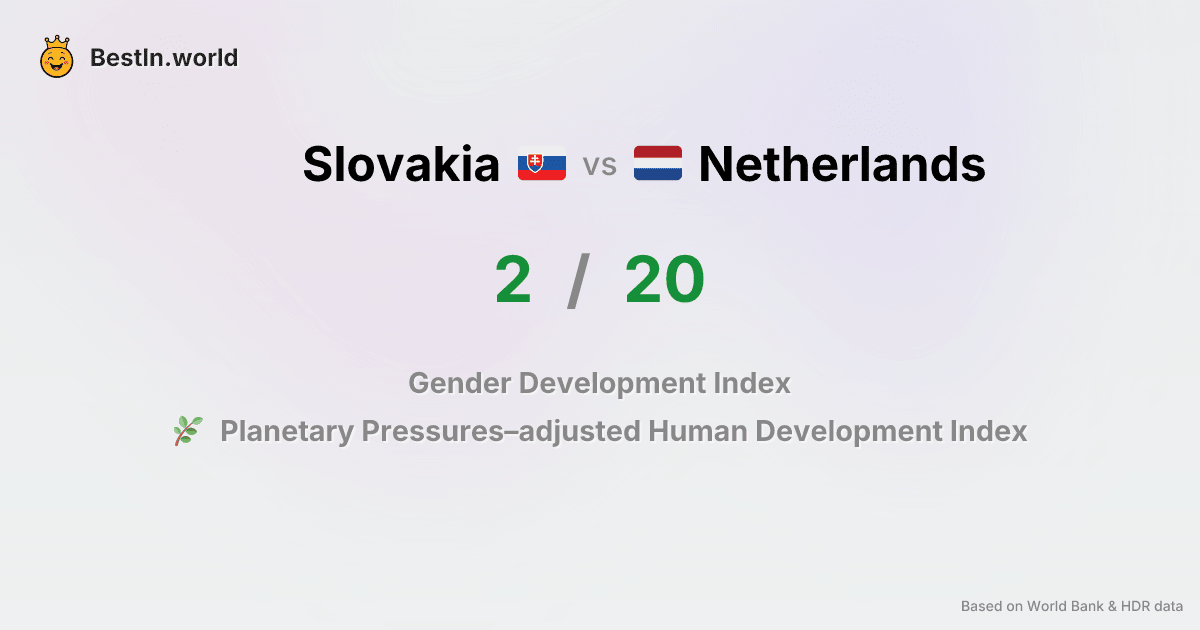 BestIn.world
Slovakia vs Netherlands
2 / 20
Gender Development Index
Planetary Pressures–adjusted Human Development Index
Based on World Bank & HDR data